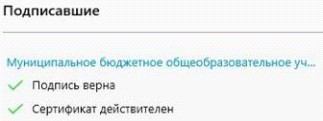 Подписавшие
Муниципальное бюджетное общеобразовательное уч...
Подпись верна
Сертификат действителен